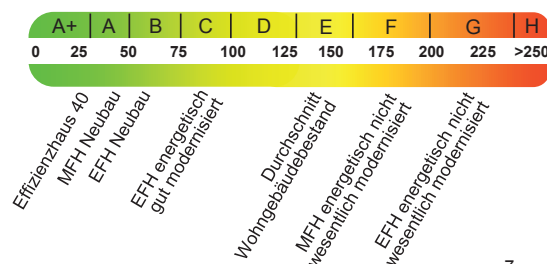 A+ A B C D E F G H
0 25 50 75 100 125 150 175 200 225 >250
Effizienzhaus 40
MFH Neubau
EFH Neubau
EFH energetisch
gut modernisiert
Durchschnitt
Wohngebäudebestand
MFH energetisch nicht
wesentlich modernisiert
EFH energetisch nicht
wesentlich modernisiert
7